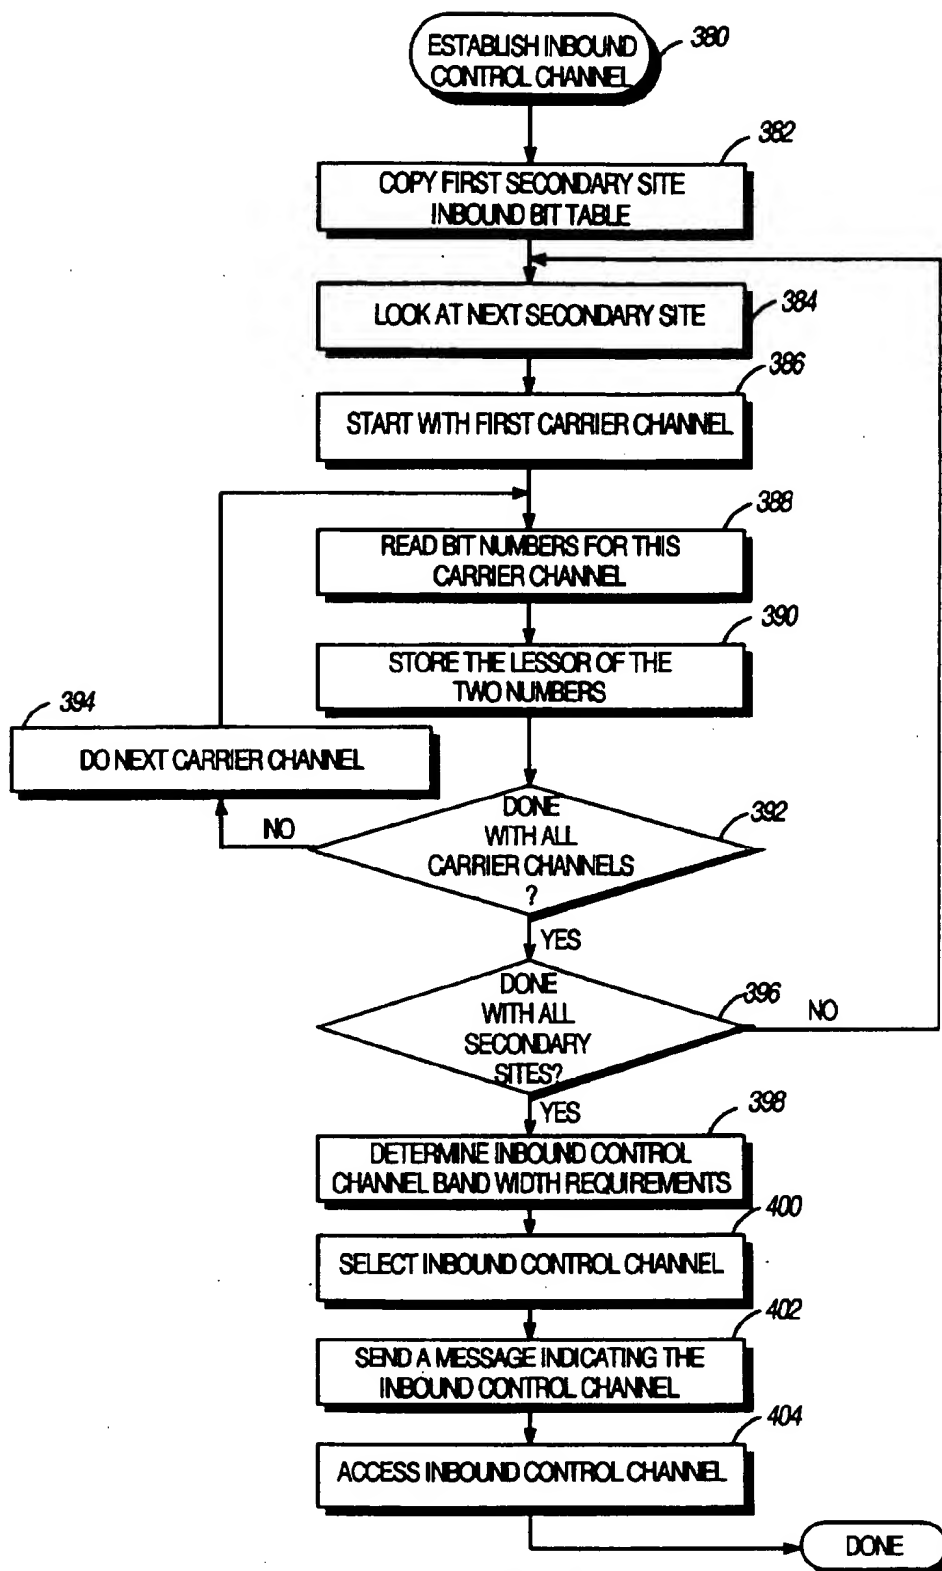 ESTABLISH INBOUND
CONTROL CHANNEL
380
382
COPY FIRST SECONDARY SITE
INBOUND BIT TABLE
LOOK AT NEXT SECONDARY SITE
384
386
START WITH FIRST CARRIER CHANNEL
388
READ BIT NUMBERS FOR THIS
CARRIER CHANNEL
390
STORE THE LESSOR OF THE
TWO NUMBERS
394
DO NEXT CARRIER CHANNEL
NO
DONE
WITH ALL
CARRIER CHANNELS
?
392
YES
DONE
WITH ALL
SECONDARY
SITES?
396
NO
YES
398
DETERMINE INBOUND CONTROL
CHANNEL BAND WIDTH REQUIREMENTS
400
SELECT INBOUND CONTROL CHANNEL
402
SEND A MESSAGE INDICATING THE
INBOUND CONTROL CHANNEL
404
ACCESS INBOUND CONTROL CHANNEL
DONE